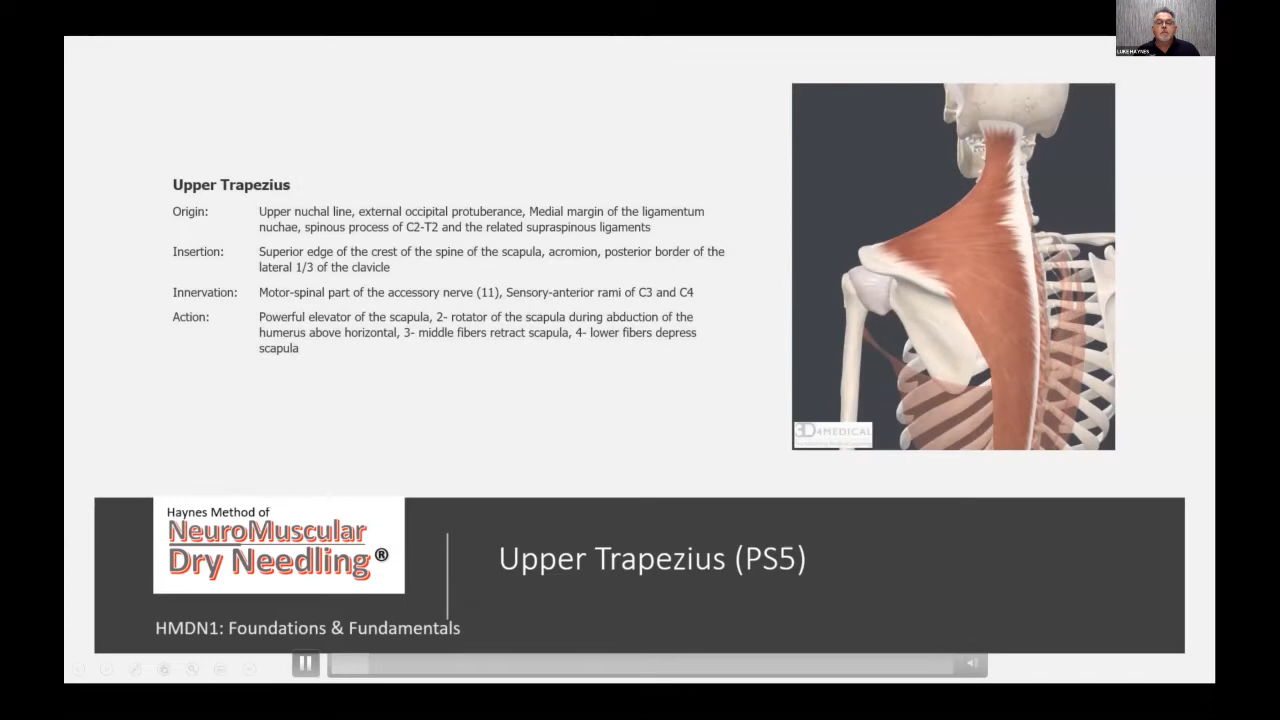 LUKE HAYNES
Upper Trapezius
Origin: Upper nuchal line, external occipital protuberance, Medial margin of the ligamentum
nuchae, spinous process of C2-T2 and the related supraspinous ligaments
Insertion: Superior edge of the crest of the spine of the scapula, acromion, posterior border of the
lateral 1/3 of the clavicle
Innervation: Motor-spinal part of the accessory nerve (11), Sensory-anterior rami of C3 and C4
Action: Powerful elevator of the scapula, 2- rotator of the scapula during abduction of the
humerus above horizontal, 3- middle fibers retract scapula, 4- lower fibers depress
scapula
3D4MEDICAL
Haynes Method of
NeuroMuscular
Dry Needling®
Upper Trapezius (PS5)
HMDN1: Foundations & Fundamentals